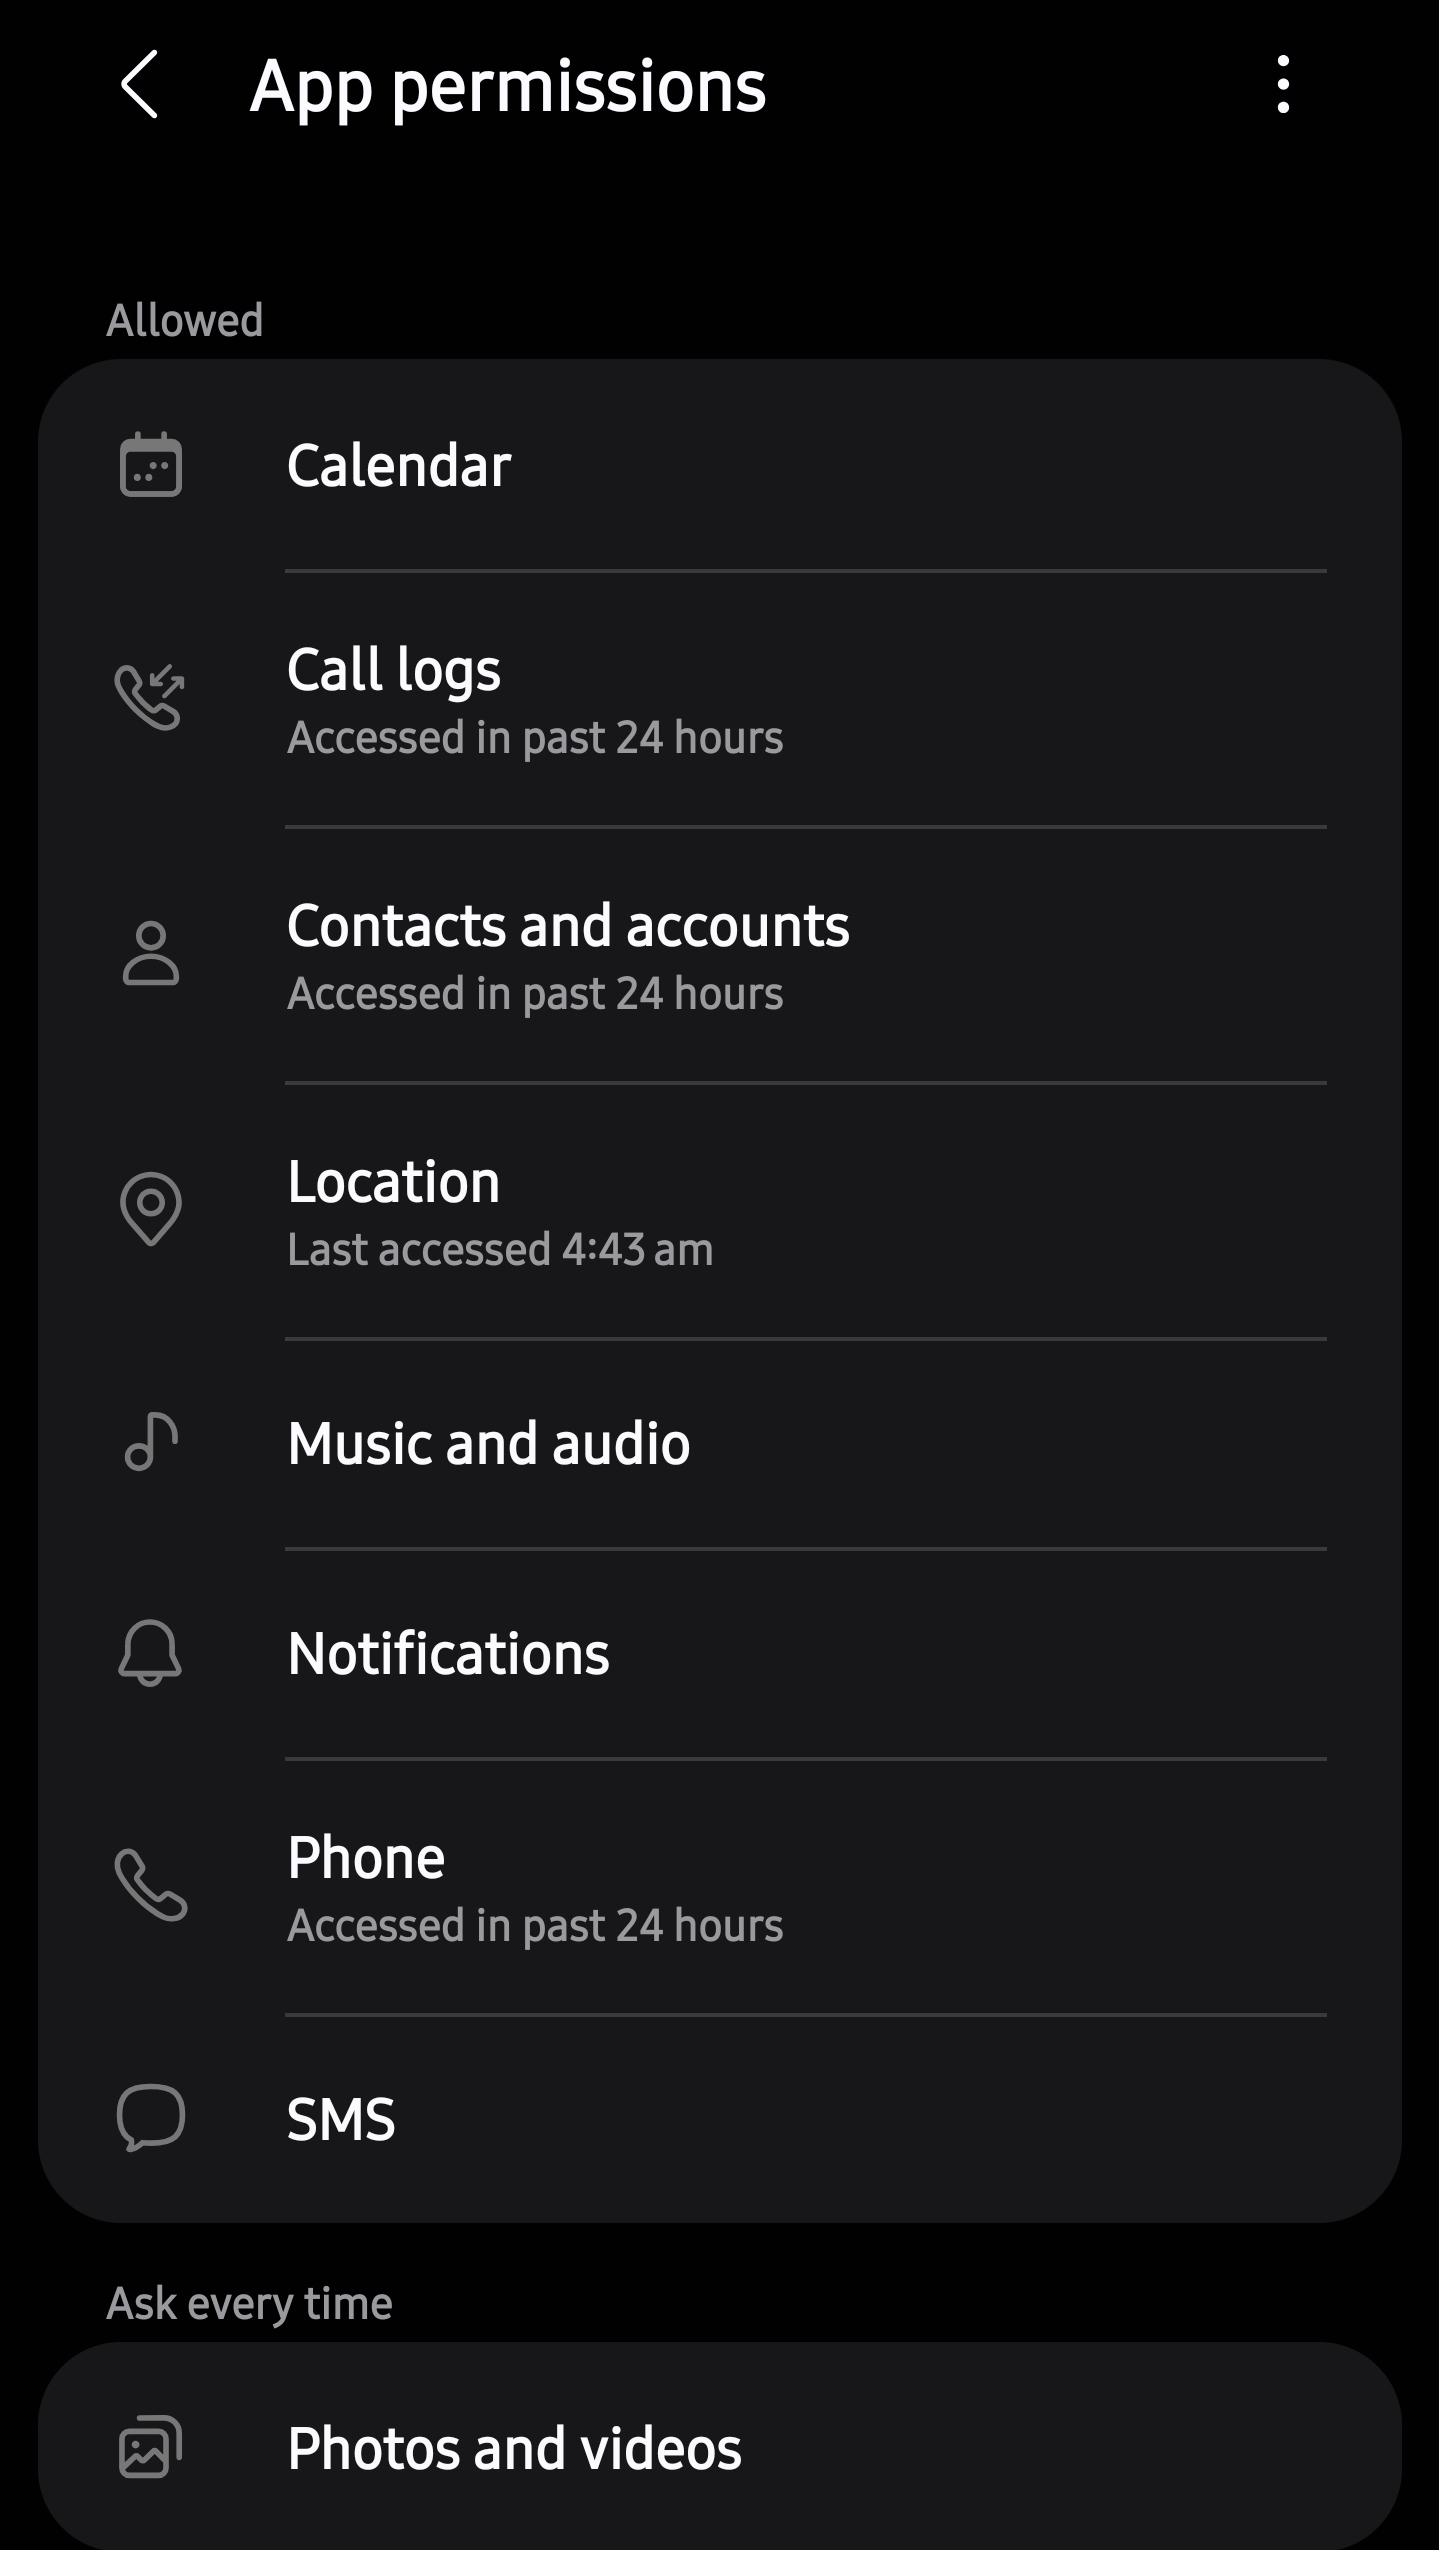 App permissions
Allowed
Calendar
Call logs
Accessed in past 24 hours
Contacts and accounts
Accessed in past 24 hours
Location
Last accessed 4:43 am
Music and audio
Notifications
Phone
Accessed in past 24 hours
SMS
Ask every time
Photos and videos